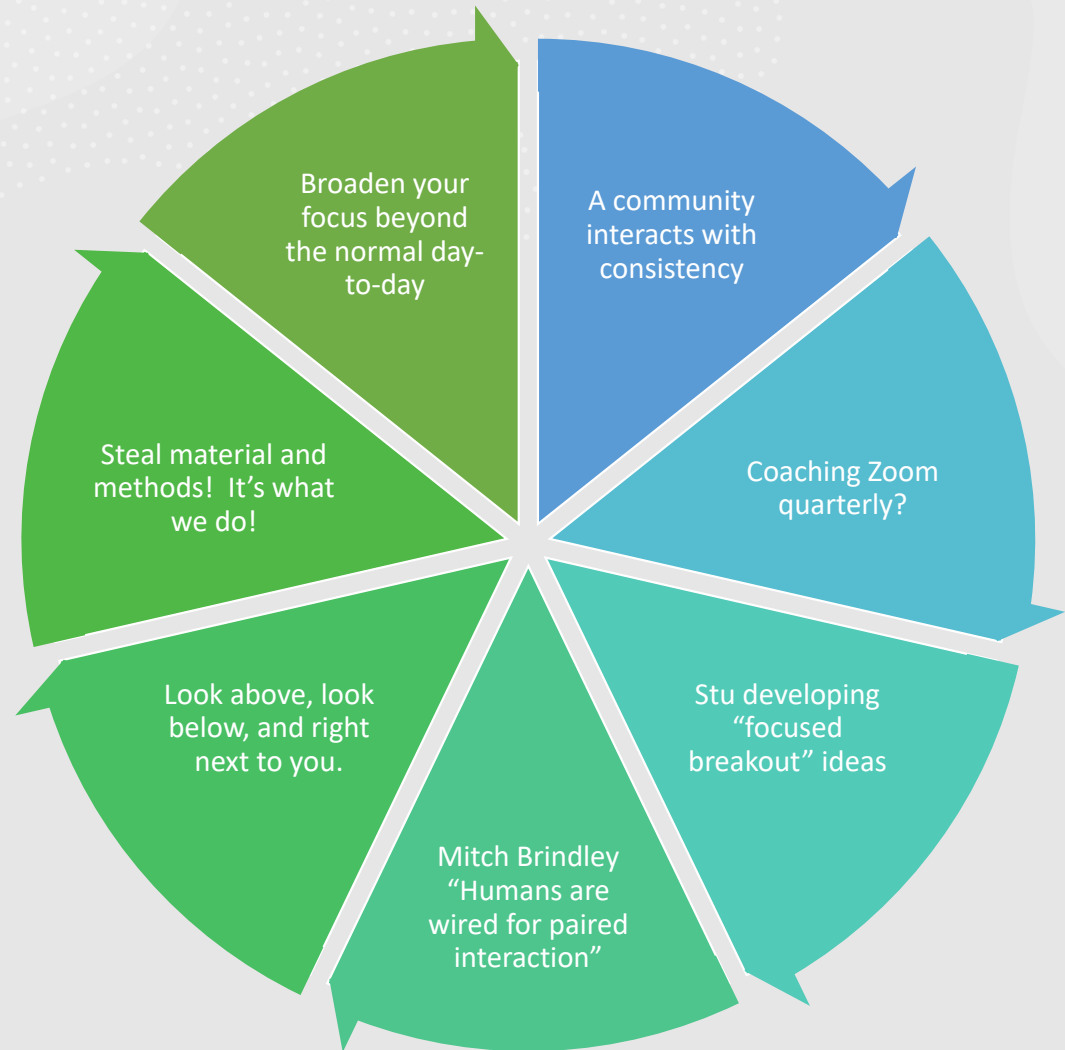 A community
interacts with
consistency
Coaching Zoom
quarterly?
Stu developing
“focused
breakout” ideas
Mitch Brindley
“Humans are
wired for paired
interaction”
Look above, look
below, and right
next to you.
Steal material and
methods!  It’s what
we do!
Broaden your
focus beyond
the normal day-
to-day